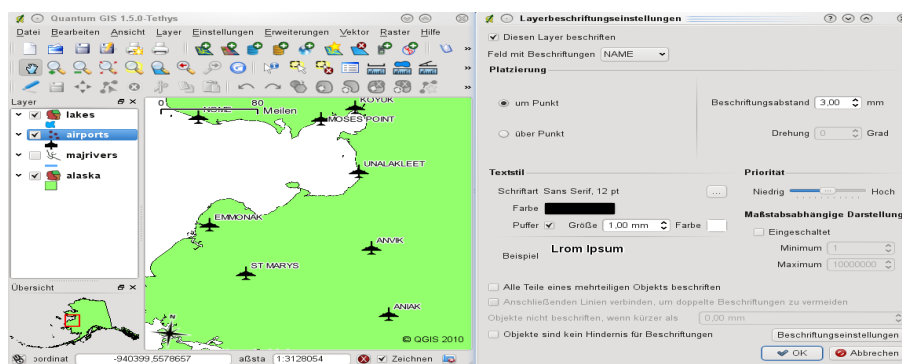 Quantum GIS 1.5.0-Tethys
Datei Bearbeiten Ansicht Layer Einstellungen Erweiterungen Vektor Raster Hilfe
Layer
lakes
airports
majrivers
alaska
Übersicht
0 80
Meilen
NOME
KOYUK
MOSES POINT
UNALAKLEET
EMMONAK
ANVIK
ST MARYS
ANIAK
© QGIS 2010
oordinat -940399,5578657 aßsta 1:3128054 Zeichnen
Layerbeschriftungseinstellungen
Diesen Layer beschriften
Feld mit Beschriftungen NAME
Platzierung
um Punkt
Beschriftungsabstand 3,00 mm
über Punkt
Drehung 0 Grad
Textstil
Schriftart Sans Serif, 12 pt ...
Farbe
Puffer Größe 1,00 mm Farbe
Beispiel Lrom Ipsum
Priorität
Niedrig Hoch
Maßstabsabhängige Darstellung
Eingeschaltet
Minimum 1
Maximum 10000000
Alle Teile eines mehrteiligen Objekts beschriften
Anschließenden Linien verbinden, um doppelte Beschriftungen zu vermeiden
Objekte nicht beschriften, wenn kürzer als 0,00 mm
Objekte sind kein Hindernis für Beschriftungen
Beschriftungseinstellungen
OK Abbrechen